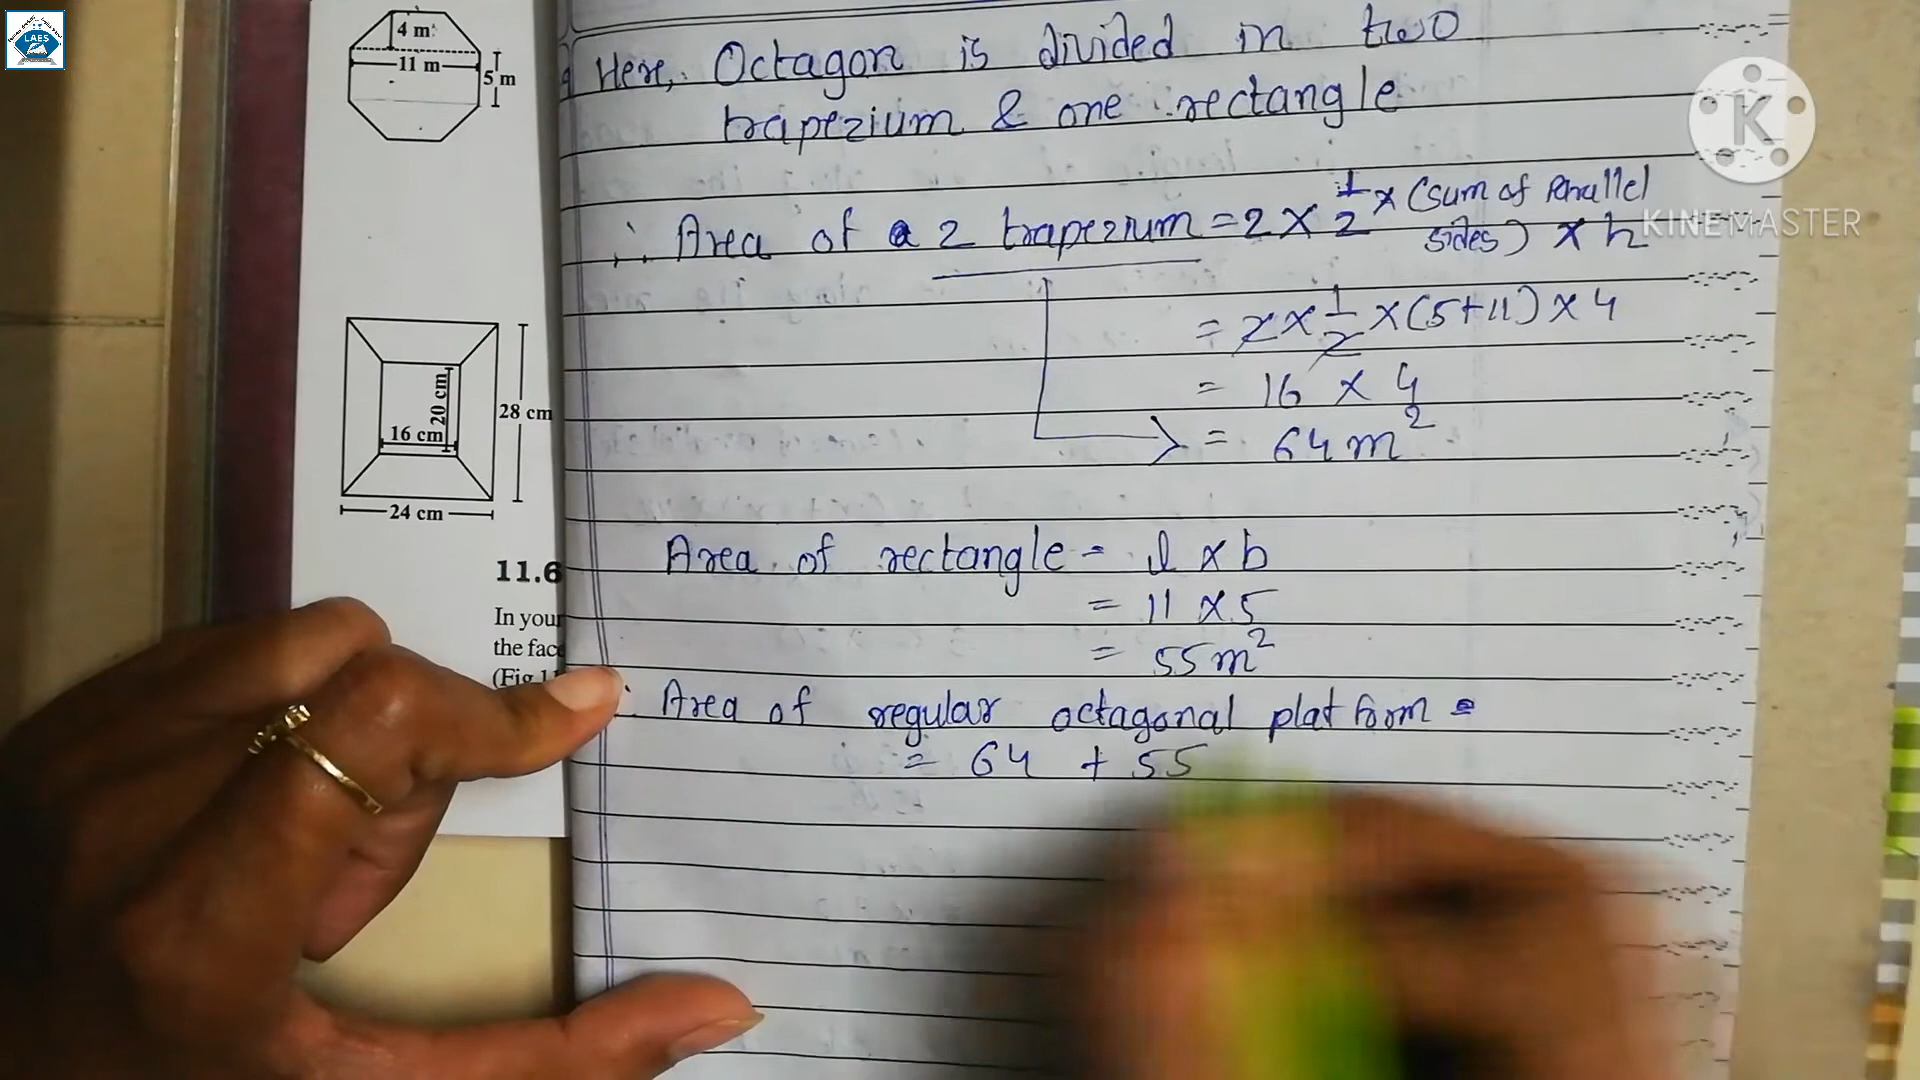 LAES
4 m
11 m
5 m
20 cm
16 cm
28 cm
24 cm
11.6
In your
the face
(Fig 11
Here, Octagon is divided in two
trapezium & one rectangle
∴ Area of a 2 trapezium = 2 × 1/2 × (sum of Parallel
sides) × h
= 2 × 1/2 × (5+11) × 4
= 16 × 4
= 64 m²
Area of rectangle = l × b
= 11 × 5
= 55 m²
∴ Area of regular octagonal platform =
= 64 + 55
K
KINEMASTER